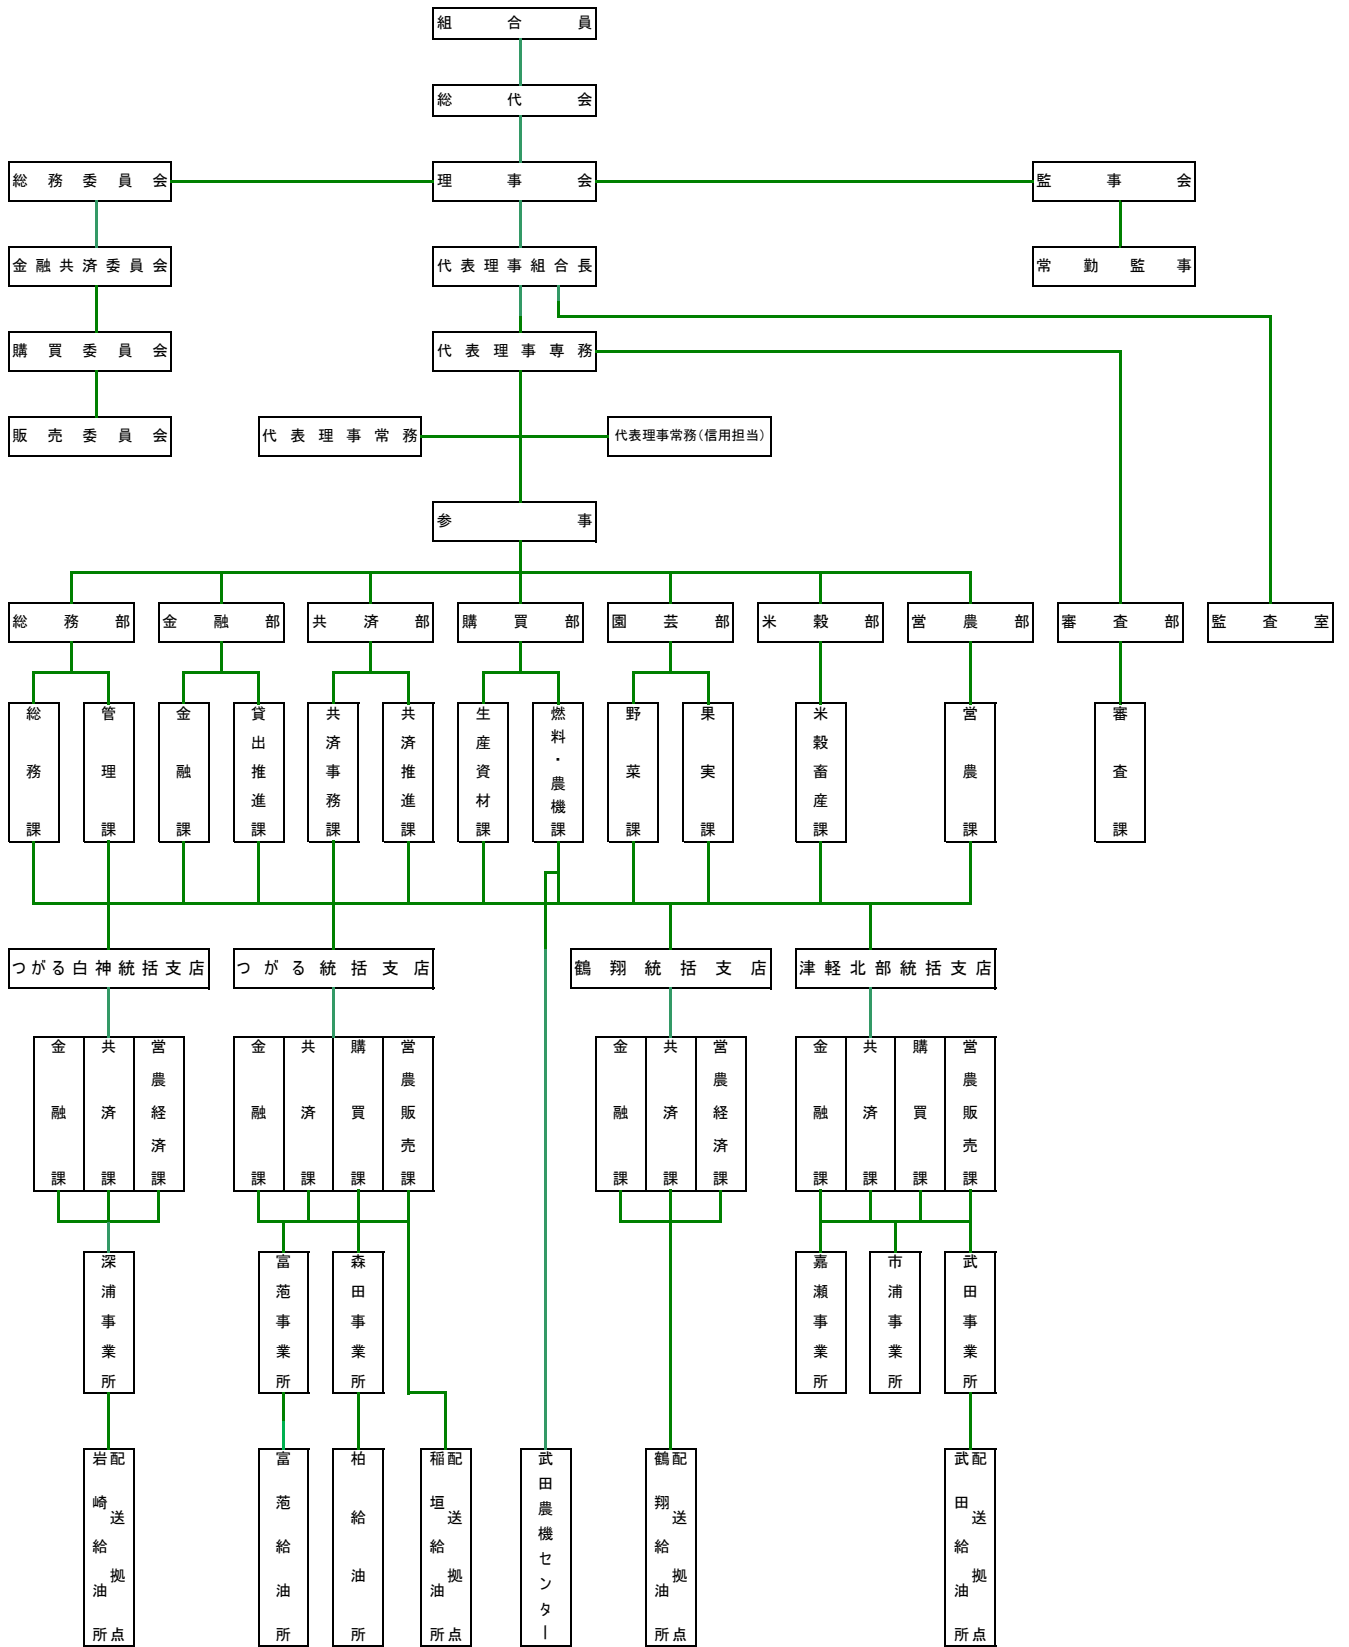 組合員
総代会
総務委員会
理事会
監事会
金融共済委員会
代表理事組合長
常勤監事
購買委員会
代表理事専務
販売委員会
代表理事常務
代表理事常務(信用担当)
参事
総務部
金融部
共済部
購買部
園芸部
米穀部
営農部
審査部
監査室
総務課
管理課
金融課
貸出推進課
共済事務課
共済推進課
生産資材課
燃料・農機課
野菜課
果実課
米穀畜産課
営農課
審査課
つがる白神統括支店
つがる統括支店
鶴翔統括支店
津軽北部統括支店
金融課
共済課
営農経済課
金融課
共済課
購買課
営農販売課
金融課
共済課
営農経済課
金融課
共済課
購買課
営農販売課
深浦事業所
富萢事業所
森田事業所
嘉瀬事業所
市浦事業所
武田事業所
配送拠点
岩崎給油所
富萢給油所
柏給油所
配送拠点
稲垣給油所
武田農機センター
配送拠点
鶴翔給油所
配送拠点
武田給油所